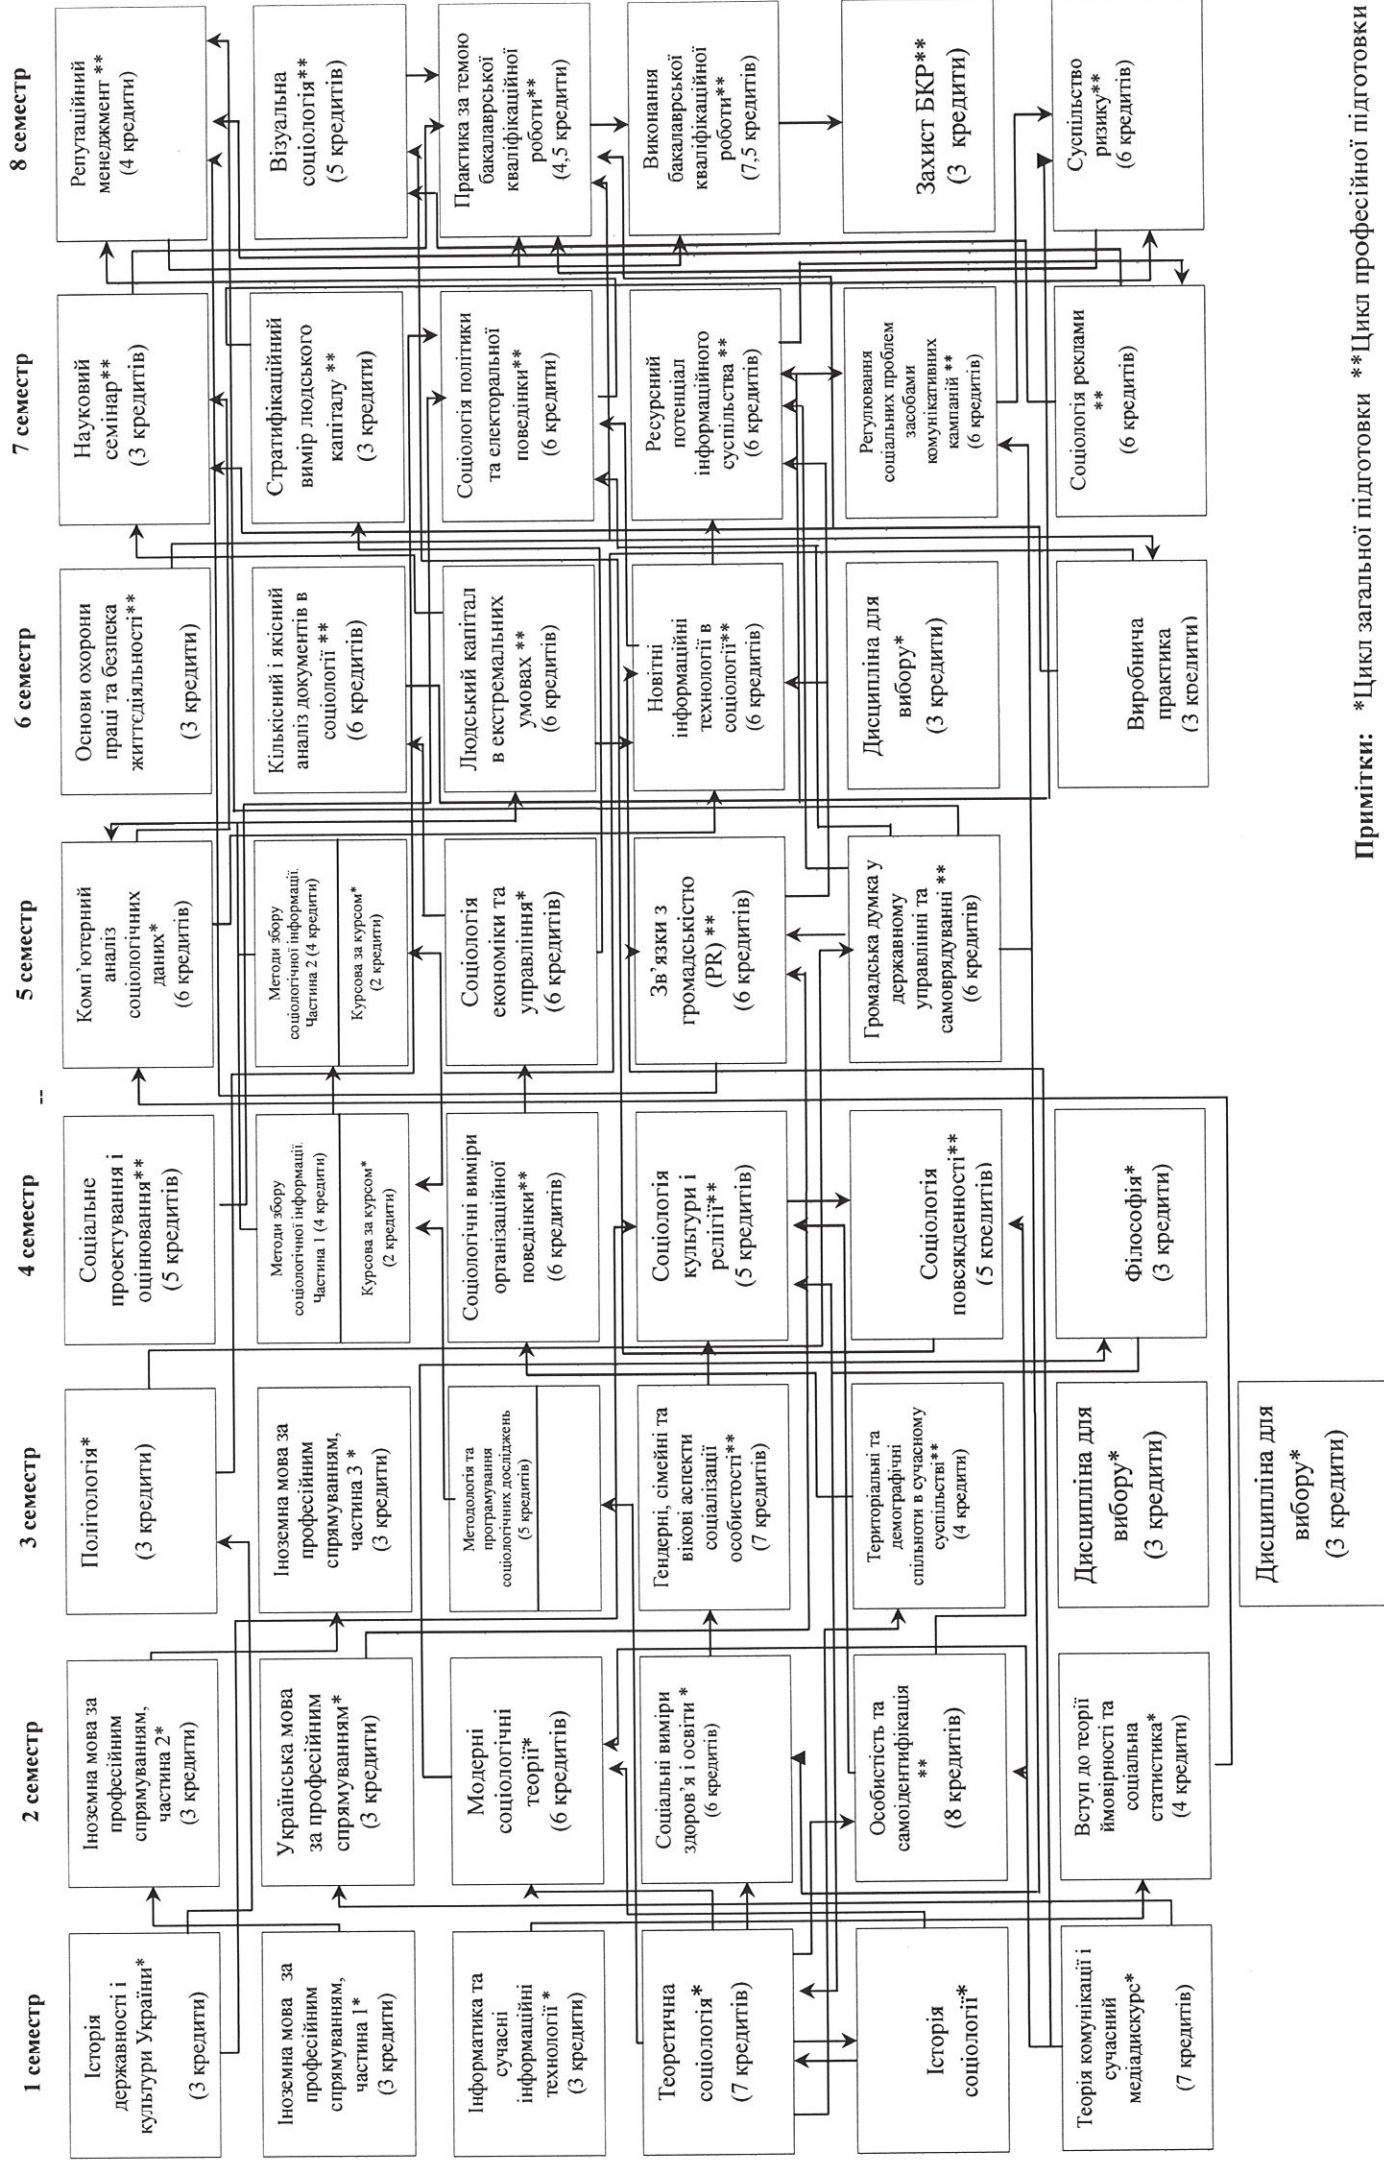 1 семестр
Історія
державності і
культури України*
(3 кредити)
Іноземна мова за
професійним
спрямуванням,
частина 1*
(3 кредити)
Інформатика та
сучасні
інформаційні
технології *
(3 кредити)
Теоретична
соціологія*
(7 кредитів)
Історія
соціології*
Теорія комунікації і
сучасний
медіадискурс*
(7 кредитів)
2 семестр
Іноземна мова за
професійним
спрямуванням,
частина 2*
(3 кредити)
Українська мова
за професійним
спрямуванням*
(3 кредити)
Модерні
соціологічні
теорії*
(6 кредитів)
Соціальні виміри
здоров'я і освіти *
(6 кредитів)
Особистість та
самоідентифікація
**
(8 кредитів)
Вступ до теорії
ймовірності та
соціальна
статистика*
(4 кредити)
3 семестр
Політологія*
(3 кредити)
Іноземна мова за
професійним
спрямуванням,
частина 3 *
(3 кредити)
Методологія та
програмування
соціологічних досліджень
(5 кредитів)
Гендерні, сімейні та
вікові аспекти
соціалізації
особистості**
(7 кредитів)
Територіальні та
демографічні
спільноти в сучасному
суспільстві**
(4 кредити)
Дисципліна для
вибору*
(3 кредити)
Дисципліна для
вибору*
(3 кредити)
4 семестр
Соціальне
проектування і
оцінювання**
(5 кредитів)
Методи збору
соціологічної інформації.
Частина 1 (4 кредити)
Курсова за курсом*
(2 кредити)
Соціологічні виміри
організаційної
поведінки**
(6 кредитів)
Соціологія
культури і
релігії**
(5 кредитів)
Соціологія
повсякденності**
(5 кредитів)
Філософія*
(3 кредити)
--
5 семестр
Комп'ютерний
аналіз
соціологічних
даних*
(6 кредитів)
Методи збору
соціологічної інформації.
Частина 2 (4 кредити)
Курсова за курсом*
(2 кредити)
Соціологія
економіки та
управління*
(6 кредитів)
Зв'язки з
громадськістю
(PR) **
(6 кредитів)
Громадська думка у
державному
управлінні та
самоврядуванні **
(6 кредитів)
6 семестр
Основи охорони
праці та безпека
життєдіяльності**
(3 кредити)
Кількісний і якісний
аналіз документів в
соціології **
(6 кредитів)
Людський капітал
в екстремальних
умовах **
(6 кредитів)
Новітні
інформаційні
технології в
соціології**
(6 кредитів)
Дисципліна для
вибору*
(3 кредити)
Виробнича
практика
(3 кредити)
7 семестр
Науковий
семінар**
(3 кредитів)
Стратифікаційний
вимір людського
капіталу **
(3 кредити)
Соціологія політики
та електоральної
поведінки**
(6 кредити)
Ресурсний
потенціал
інформаційного
суспільства **
(6 кредитів)
Регулювання
соціальних проблем
засобами
комунікативних
кампаній **
(6 кредитів)
Соціологія реклами
**
(6 кредитів)
8 семестр
Репутаційний
менеджмент **
(4 кредити)
Візуальна
соціологія**
(5 кредитів)
Практика за темою
бакалаврської
кваліфікаційної
роботи**
(4,5 кредити)
Виконання
бакалаврської
кваліфікаційної
роботи**
(7,5 кредитів)
Захист БКР**
(3 кредити)
Суспільство
ризику**
(6 кредитів)
Примітки: *Цикл загальної підготовки **Цикл професійної підготовки